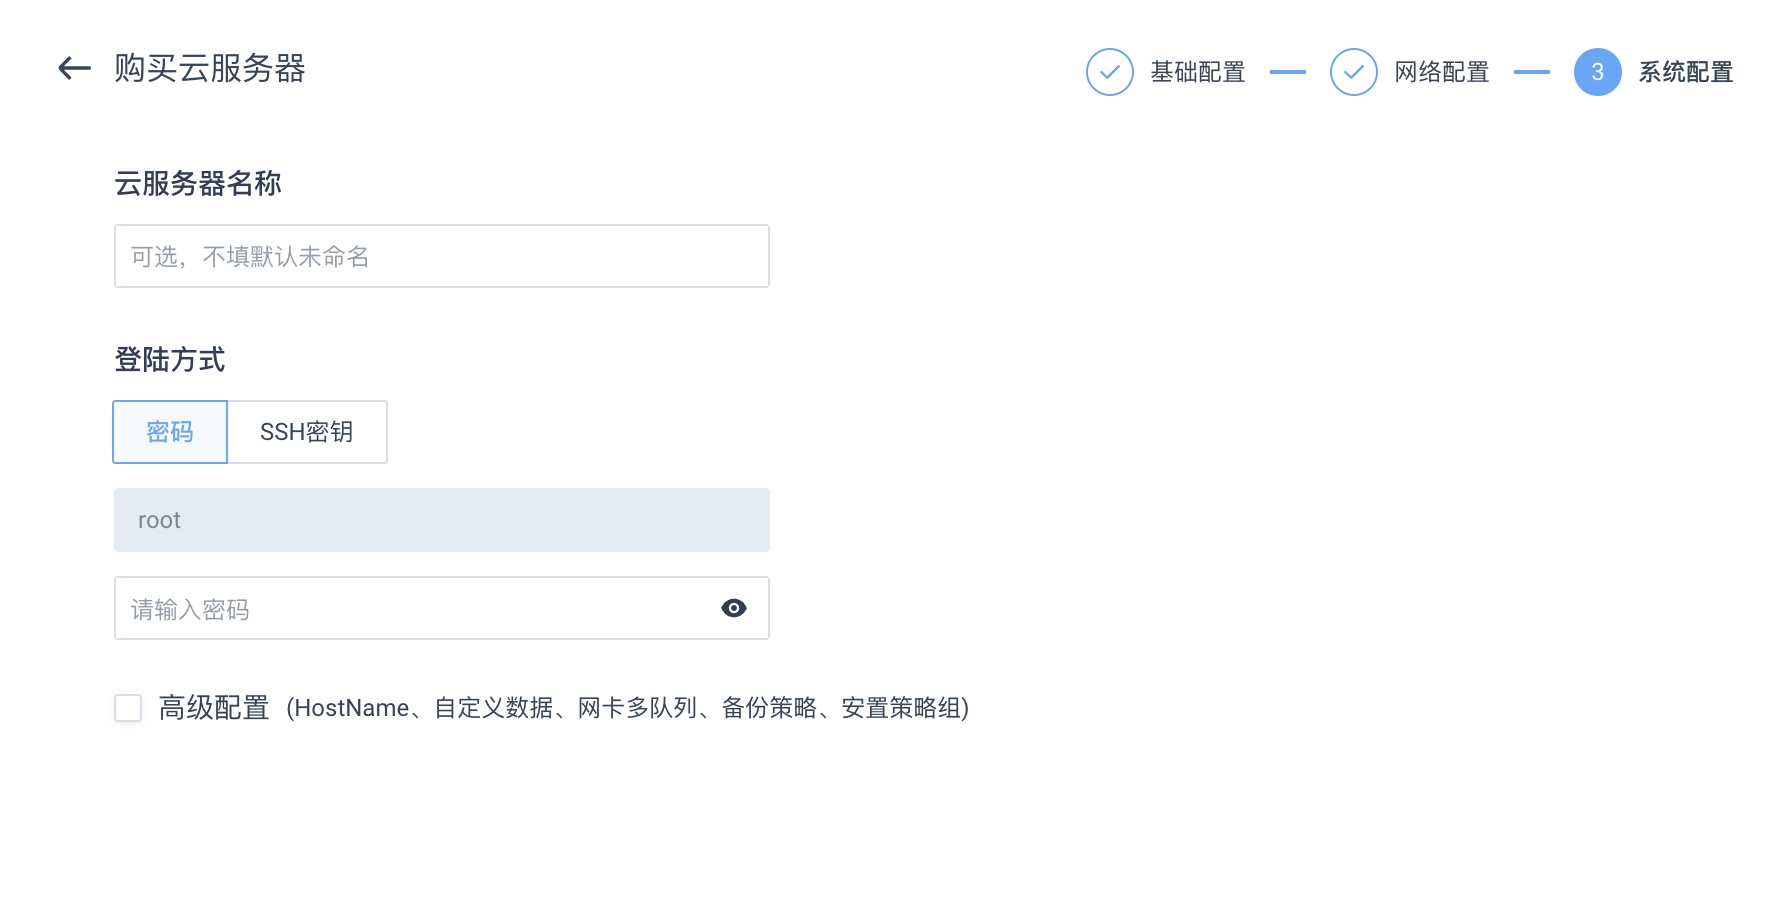 购买云服务器
基础配置
网络配置
3 系统配置
云服务器名称
可选，不填默认未命名
登陆方式
密码 SSH密钥
root
请输入密码
高级配置 (HostName、自定义数据、网卡多队列、备份策略、安置策略组)